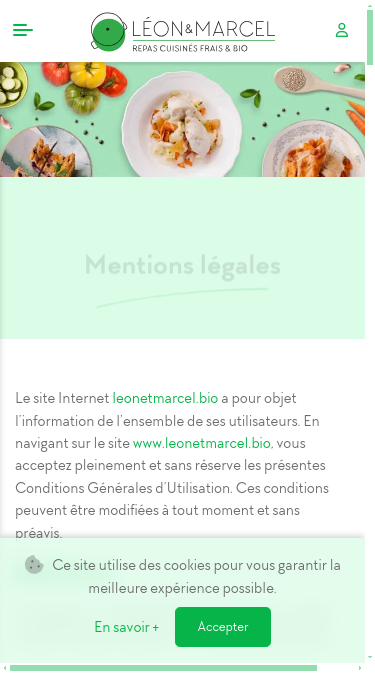 LÉON&MARCEL
REPAS CUISINÉS FRAIS & BIO
Mentions légales
Le site Internet leonetmarcel.bio a pour objet
l'information de l'ensemble de ses utilisateurs. En
navigant sur le site www.leonetmarcel.bio, vous
acceptez pleinement et sans réserve les présentes
Conditions Générales d'Utilisation. Ces conditions
peuvent être modifiées à tout moment et sans
préavis.
Ce site utilise des cookies pour vous garantir la
meilleure expérience possible.
En savoir +
Accepter